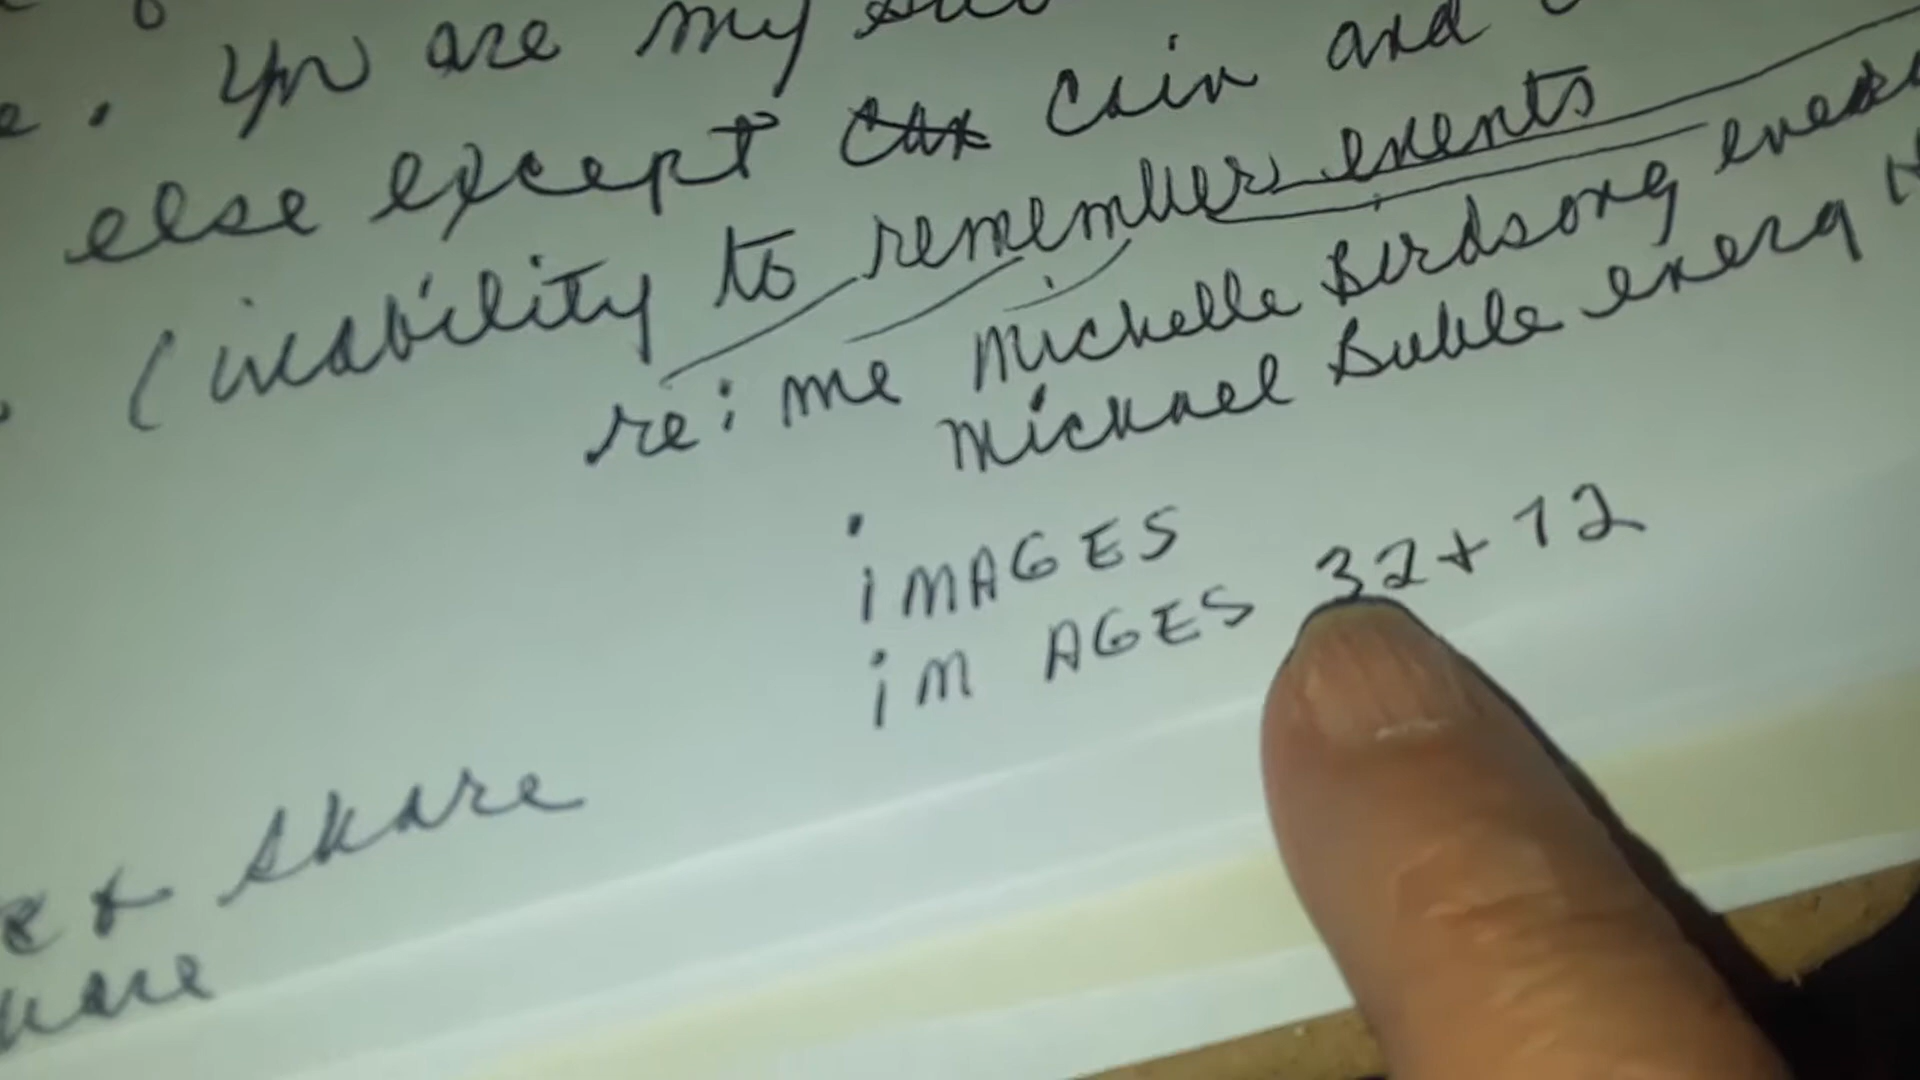 . You are my
else except Cain and
(inability to remember events
re: me Michelle Birdsong
Michael Buble
iMAGES
iM AGES 32 + 12
& share